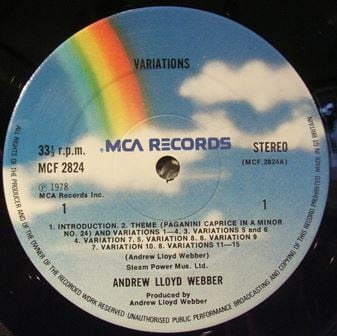 VARIATIONS
33⅓ r.p.m.
MCF 2824
MCA RECORDS
STEREO
(MCF.2824A)
℗ 1978
MCA Records Inc.
1
1
1. INTRODUCTION. 2. THEME (PAGANINI CAPRICE IN A MINOR
NO. 24) AND VARIATIONS 1—4. 3. VARIATIONS 5 and 6
4. VARIATION 7. 5. VARIATION 8. 6. VARIATION 9
7. VARIATION 10. 8. VARIATIONS 11—15
(Andrew Lloyd Webber)
Steam Power Mus. Ltd.
ANDREW LLOYD WEBBER
Produced by
Andrew Lloyd Webber
ALL RIGHTS OF THE PRODUCER AND OF THE OWNER OF THE RECORDED WORK RESERVED UNAUTHORISED PUBLIC PERFORMANCE BROADCASTING AND COPYING OF THIS RECORD PROHIBITED MADE IN GT BRITAIN